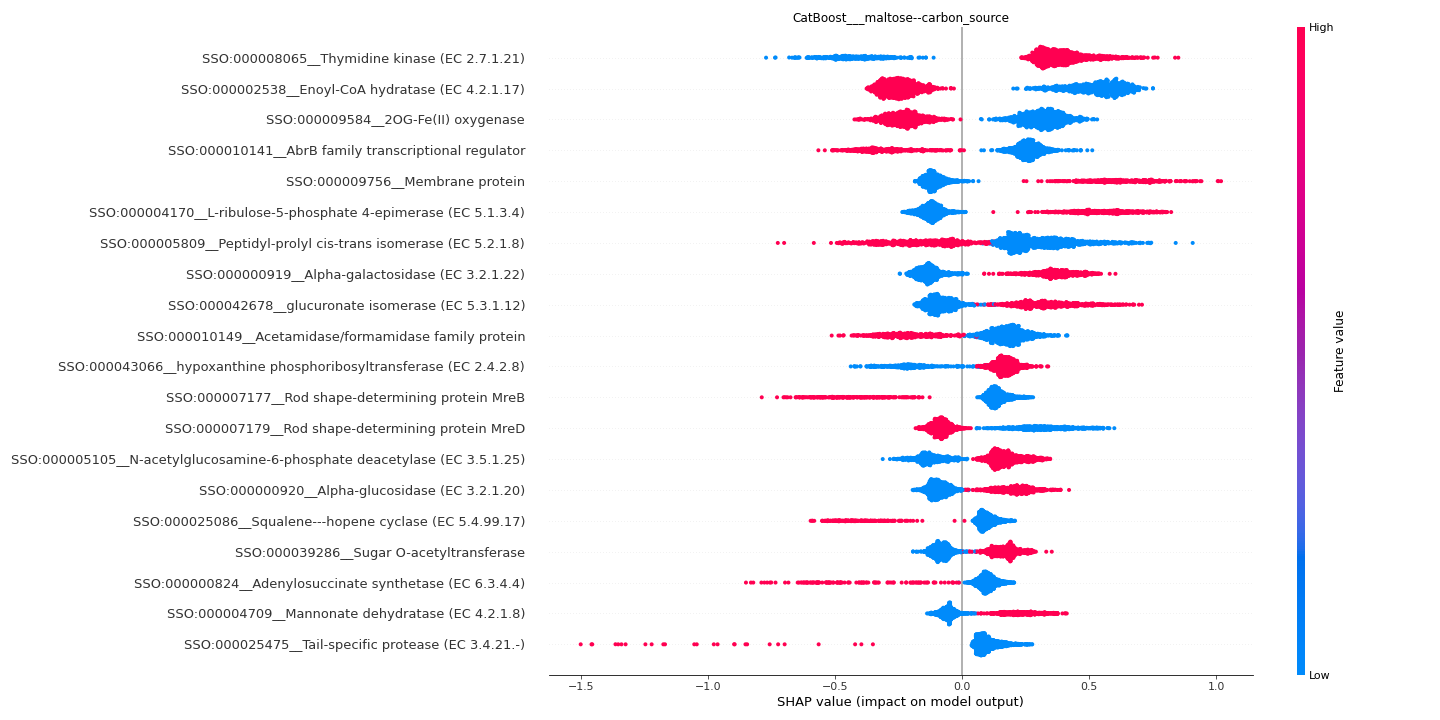 CatBoost___maltose--carbon_source
High
SSO:000008065__Thymidine kinase (EC 2.7.1.21)
SSO:000002538__Enoyl-CoA hydratase (EC 4.2.1.17)
SSO:000009584__2OG-Fe(II) oxygenase
SSO:000010141__AbrB family transcriptional regulator
SSO:000009756__Membrane protein
SSO:000004170__L-ribulose-5-phosphate 4-epimerase (EC 5.1.3.4)
SSO:000005809__Peptidyl-prolyl cis-trans isomerase (EC 5.2.1.8)
SSO:000000919__Alpha-galactosidase (EC 3.2.1.22)
SSO:000042678__glucuronate isomerase (EC 5.3.1.12)
SSO:000010149__Acetamidase/formamidase family protein
SSO:000043066__hypoxanthine phosphoribosyltransferase (EC 2.4.2.8)
SSO:000007177__Rod shape-determining protein MreB
SSO:000007179__Rod shape-determining protein MreD
SSO:000005105__N-acetylglucosamine-6-phosphate deacetylase (EC 3.5.1.25)
SSO:000000920__Alpha-glucosidase (EC 3.2.1.20)
SSO:000025086__Squalene---hopene cyclase (EC 5.4.99.17)
SSO:000039286__Sugar O-acetyltransferase
SSO:000000824__Adenylosuccinate synthetase (EC 6.3.4.4)
SSO:000004709__Mannonate dehydratase (EC 4.2.1.8)
SSO:000025475__Tail-specific protease (EC 3.4.21.-)
Feature value
Low
−1.5 −1.0 −0.5 0.0 0.5 1.0
SHAP value (impact on model output)